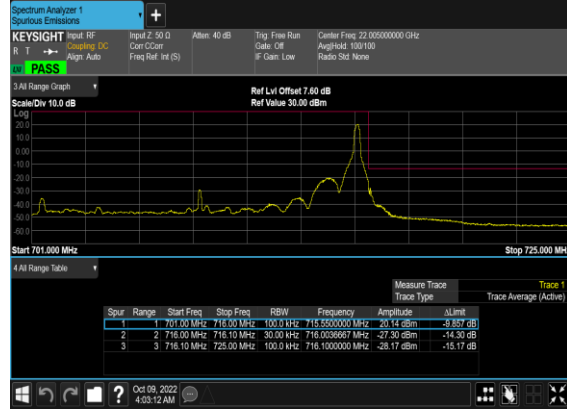 Spectrum Analyzer 1
Spurious Emissions
+
KEYSIGHT Input: RF Input Z: 50 Ω Atten: 40 dB Trig: Free Run Center Freq: 22.005000000 GHz
R T Coupling: DC Corr CCorr Gate: Off Avg|Hold: 100/100
Align: Auto Freq Ref: Int (S) IF Gain: Low Radio Std: None
PASS
3 All Range Graph
Ref Lvl Offset 7.60 dB
Scale/Div 10.0 dB Ref Value 30.00 dBm
Log
20.0
10.0
0.00
-10.0
-20.0
-30.0
-40.0
-50.0
-60.0
Start 701.000 MHz Stop 725.000 MH
4 All Range Table
Measure Trace Trace 1
Trace Type Trace Average (Active)
Spur Range Start Freq Stop Freq RBW Frequency Amplitude ΔLimit
1 1 701.00 MHz 716.00 MHz 100.0 kHz 715.5500000 MHz 20.14 dBm -9.857 dB
2 2 716.00 MHz 716.10 MHz 30.00 kHz 716.0036667 MHz -27.30 dBm -14.30 dB
3 3 716.10 MHz 725.00 MHz 100.0 kHz 716.1000000 MHz -28.17 dBm -15.17 dB
? Oct 09, 2022
4:03:12 AM